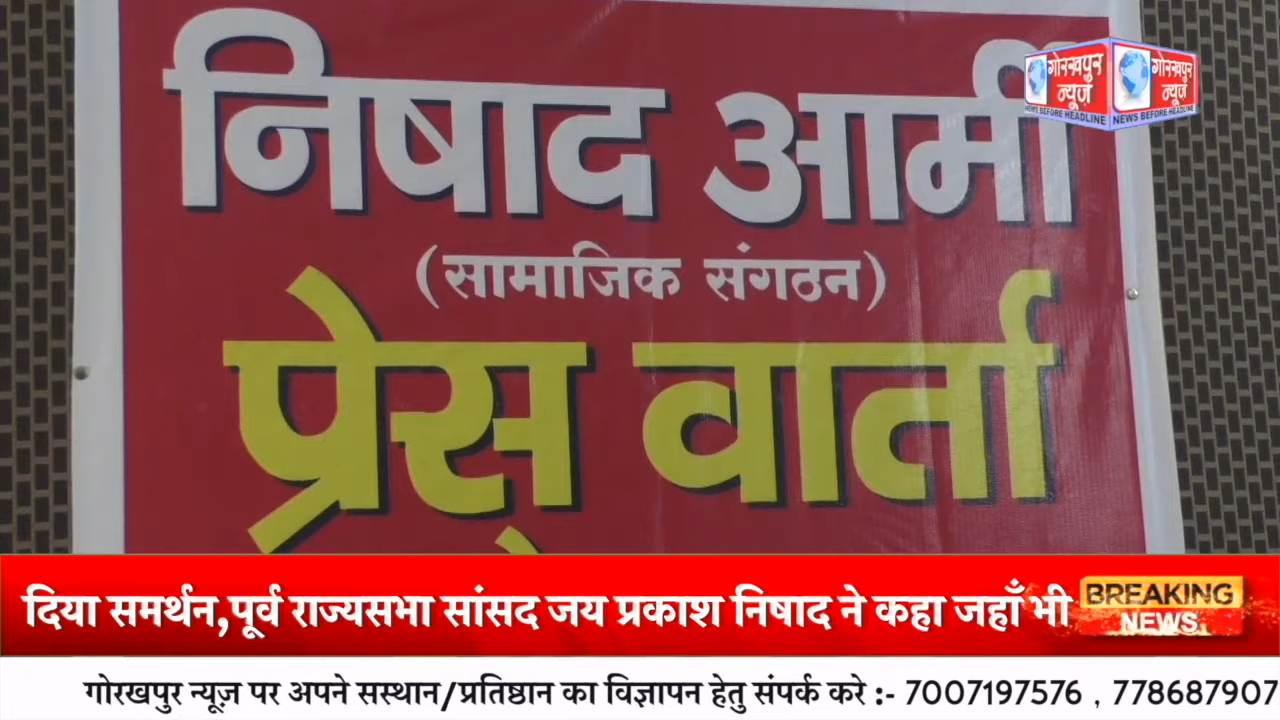 निषाद आर्मी
(सामाजिक संगठन)
प्रेस वार्ता
गोरखपुर न्यूज़
NEWS BEFORE HEADLINE
गोरखपुर न्यूज़
NEWS BEFORE HEADLINE
दिया समर्थन,पूर्व राज्यसभा सांसद जय प्रकाश निषाद ने कहा जहाँ भी
BREAKING NEWS
गोरखपुर न्यूज़ पर अपने सस्थान/प्रतिष्ठान का विज्ञापन हेतु संपर्क करे :- 7007197576 , 778687907